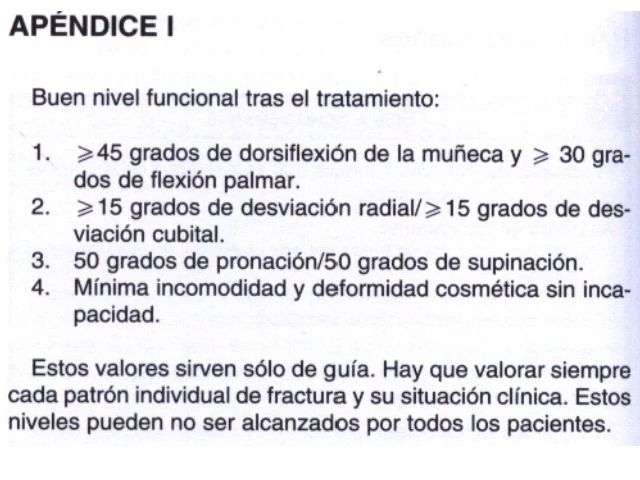 APÉNDICE I
Buen nivel funcional tras el tratamiento:
1. ⩾45 grados de dorsiflexión de la muñeca y ⩾ 30 gra-
dos de flexión palmar.
2. ⩾15 grados de desviación radial/⩾15 grados de des-
viación cubital.
3. 50 grados de pronación/50 grados de supinación.
4. Mínima incomodidad y deformidad cosmética sin inca-
pacidad.
Estos valores sirven sólo de guía. Hay que valorar siempre
cada patrón individual de fractura y su situación clínica. Estos
niveles pueden no ser alcanzados por todos los pacientes.